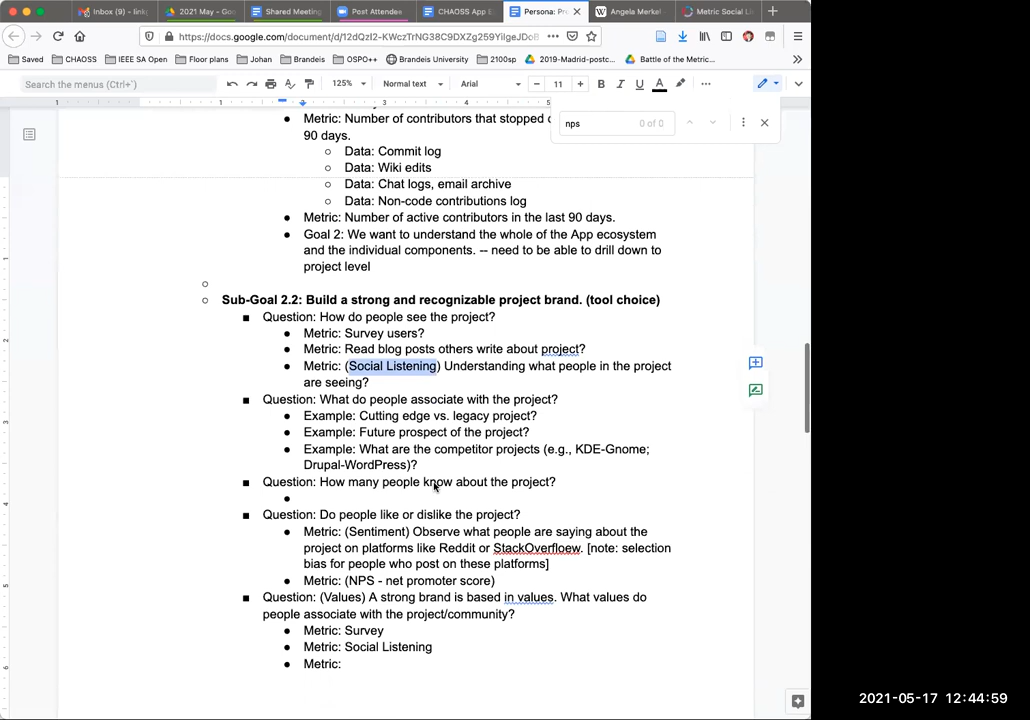 Inbox (9) - link
2021 May - Go
Shared Meeting
Post Attendee
CHAOSS App E
Persona: Pr
Angela Merkel
Metric Social Li
https://docs.google.com/document/d/12dQzI2-KWczTrNG38C9DXZg259YiIgeJDoB
Saved
CHAOSS
IEEE SA Open
Floor plans
Johan
Brandeis
OSPO++
Brandeis University
2100sp
2019-Madrid-postc...
Battle of the Metric...
Search the menus (Ctrl+`)
125%
Normal text
Arial
11
B I U A
nps
0 of 0
Metric: Number of contributors that stopped
90 days.
Data: Commit log
Data: Wiki edits
Data: Chat logs, email archive
Data: Non-code contributions log
Metric: Number of active contributors in the last 90 days.
Goal 2: We want to understand the whole of the App ecosystem
and the individual components. -- need to be able to drill down to
project level
Sub-Goal 2.2: Build a strong and recognizable project brand. (tool choice)
Question: How do people see the project?
Metric: Survey users?
Metric: Read blog posts others write about project?
Metric: (Social Listening) Understanding what people in the project
are seeing?
Question: What do people associate with the project?
Example: Cutting edge vs. legacy project?
Example: Future prospect of the project?
Example: What are the competitor projects (e.g., KDE-Gnome;
Drupal-WordPress)?
Question: How many people know about the project?
Question: Do people like or dislike the project?
Metric: (Sentiment) Observe what people are saying about the
project on platforms like Reddit or StackOverfloew. [note: selection
bias for people who post on these platforms]
Metric: (NPS - net promoter score)
Question: (Values) A strong brand is based in values. What values do
people associate with the project/community?
Metric: Survey
Metric: Social Listening
Metric:
2021-05-17 12:44:59